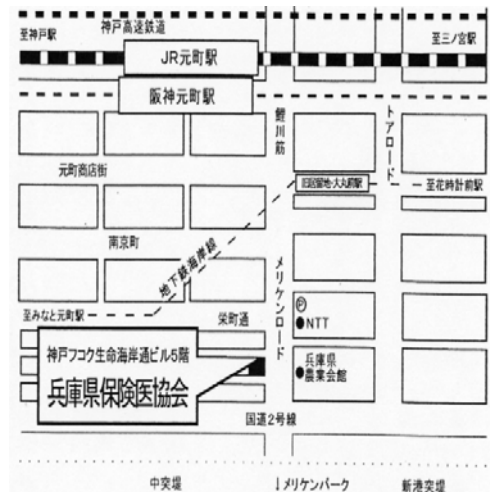 神戸高速鉄道
至神戸駅
至三ノ宮駅
JR元町駅
阪神元町駅
鯉川筋
トアロード
元町商店街
旧居留地・大丸前駅
至花時計前駅
南京町
地下鉄海岸線
メリケンロード
至みなと元町駅
栄町通
P
NTT
神戸フコク生命海岸通ビル5階
兵庫県保険医協会
兵庫県
農業会館
国道2号線
中突堤
↓メリケンパーク
新港突堤